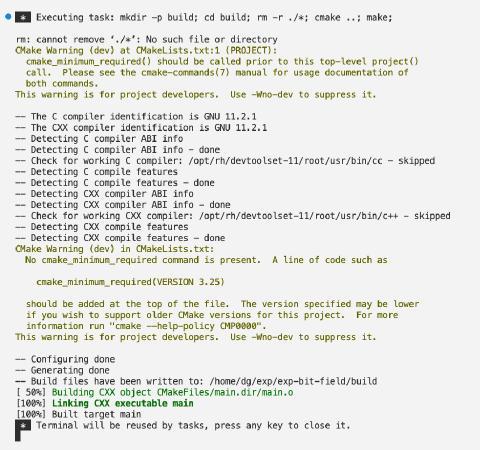 * Executing task: mkdir -p build; cd build; rm -r ./*; cmake ..; make;
rm: cannot remove ‘./*’: No such file or directory
CMake Warning (dev) at CMakeLists.txt:1 (PROJECT):
cmake_minimum_required() should be called prior to this top-level project()
call. Please see the cmake-commands(7) manual for usage documentation of
both commands.
This warning is for project developers. Use -Wno-dev to suppress it.
-- The C compiler identification is GNU 11.2.1
-- The CXX compiler identification is GNU 11.2.1
-- Detecting C compiler ABI info
-- Detecting C compiler ABI info - done
-- Check for working C compiler: /opt/rh/devtoolset-11/root/usr/bin/cc - skipped
-- Detecting C compile features
-- Detecting C compile features - done
-- Detecting CXX compiler ABI info
-- Detecting CXX compiler ABI info - done
-- Check for working CXX compiler: /opt/rh/devtoolset-11/root/usr/bin/c++ - skipped
-- Detecting CXX compile features
-- Detecting CXX compile features - done
CMake Warning (dev) in CMakeLists.txt:
No cmake_minimum_required command is present. A line of code such as
cmake_minimum_required(VERSION 3.25)
should be added at the top of the file. The version specified may be lower
if you wish to support older CMake versions for this project. For more
information run "cmake --help-policy CMP0000".
This warning is for project developers. Use -Wno-dev to suppress it.
-- Configuring done
-- Generating done
-- Build files have been written to: /home/dg/exp/exp-bit-field/build
[ 50%] Building CXX object CMakeFiles/main.dir/main.o
[100%] Linking CXX executable main
[100%] Built target main
* Terminal will be reused by tasks, press any key to close it.